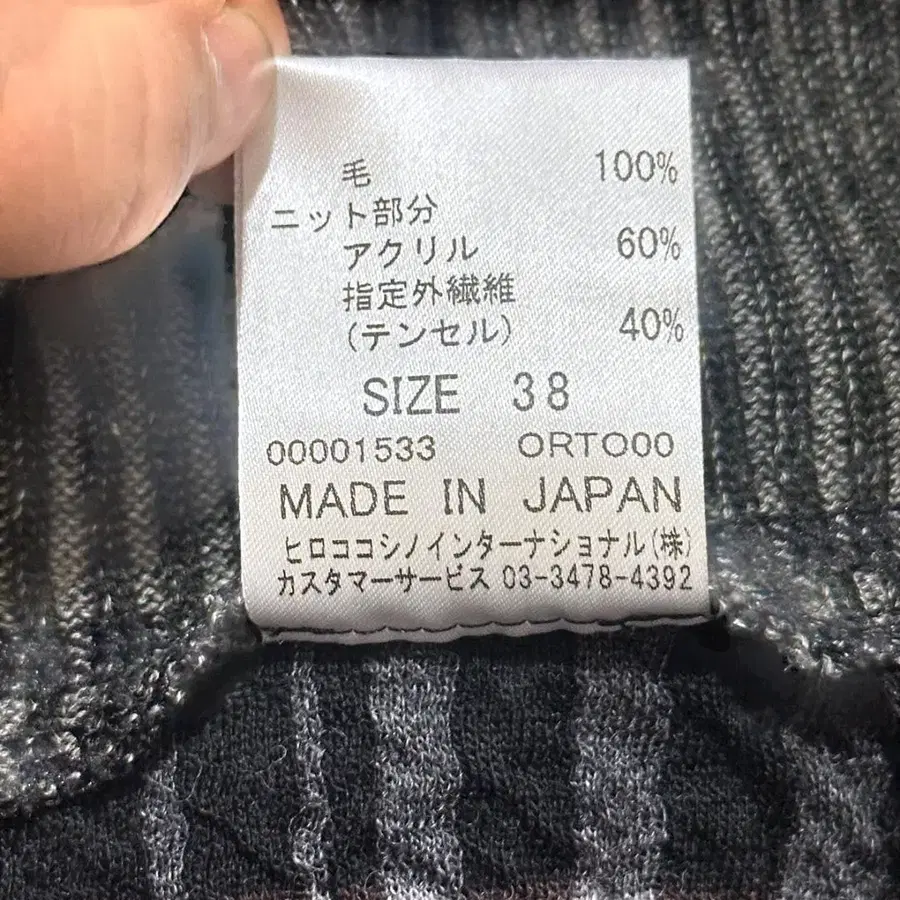 毛 100%
ニット部分
アクリル 60%
指定外繊維
(テンセル) 40%
SIZE 38
00001533 ORTO00
MADE IN JAPAN
ヒロココシノインターナショナル(株)
カスタマーサービス 03-3478-4392